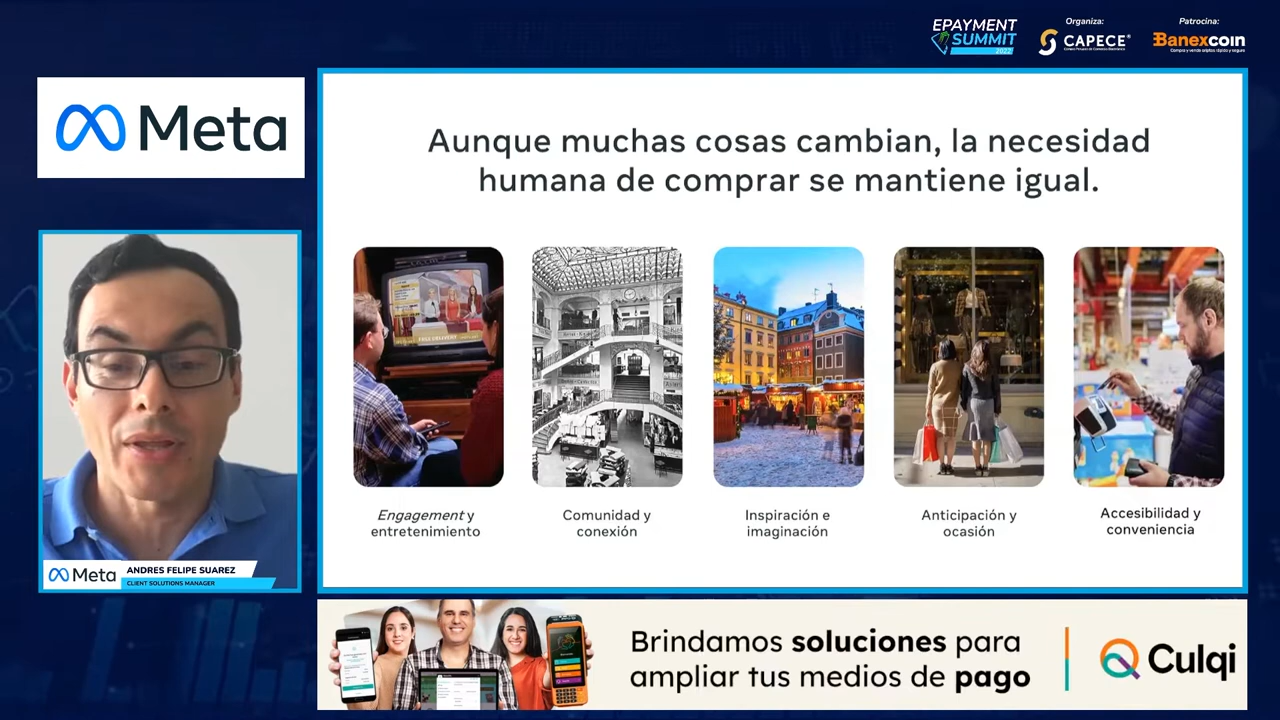 EPAYMENT
SUMMIT
2022
Organiza:
CAPECE
Patrocina:
Banexcoin
Meta
Aunque muchas cosas cambian, la necesidad
humana de comprar se mantiene igual.
FREE DELIVERY
Engagement y
entretenimiento
Comunidad y
conexión
Inspiración e
imaginación
Anticipación y
ocasión
Accesibilidad y
conveniencia
Meta
ANDRES FELIPE SUAREZ
CLIENT SOLUTIONS MANAGER
Brindamos soluciones para
ampliar tus medios de pago
Culqi